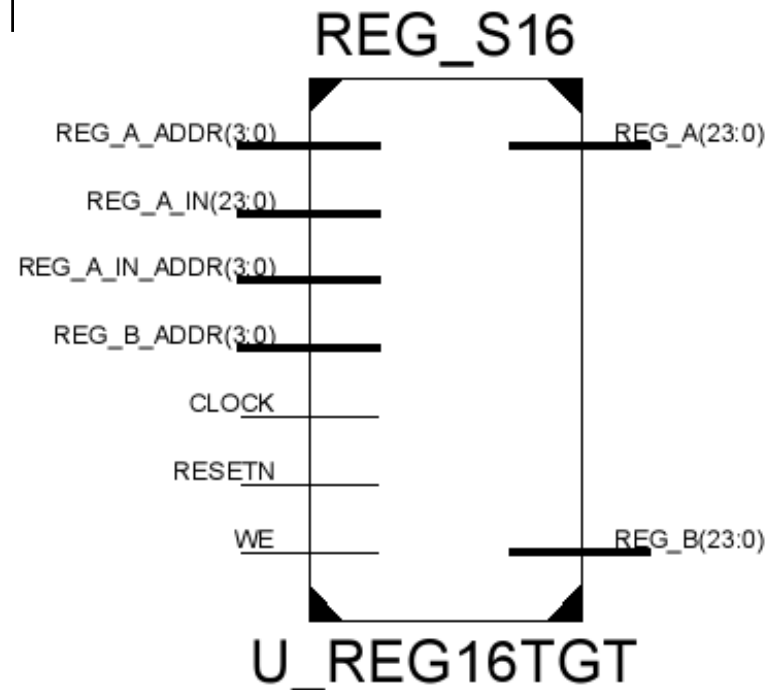 REG_S16
REG_A_ADDR(3:0)
REG_A(23:0)
REG_A_IN(23:0)
REG_A_IN_ADDR(3:0)
REG_B_ADDR(3:0)
CLOCK
RESETN
WE
REG_B(23:0)
U_REG16TGT